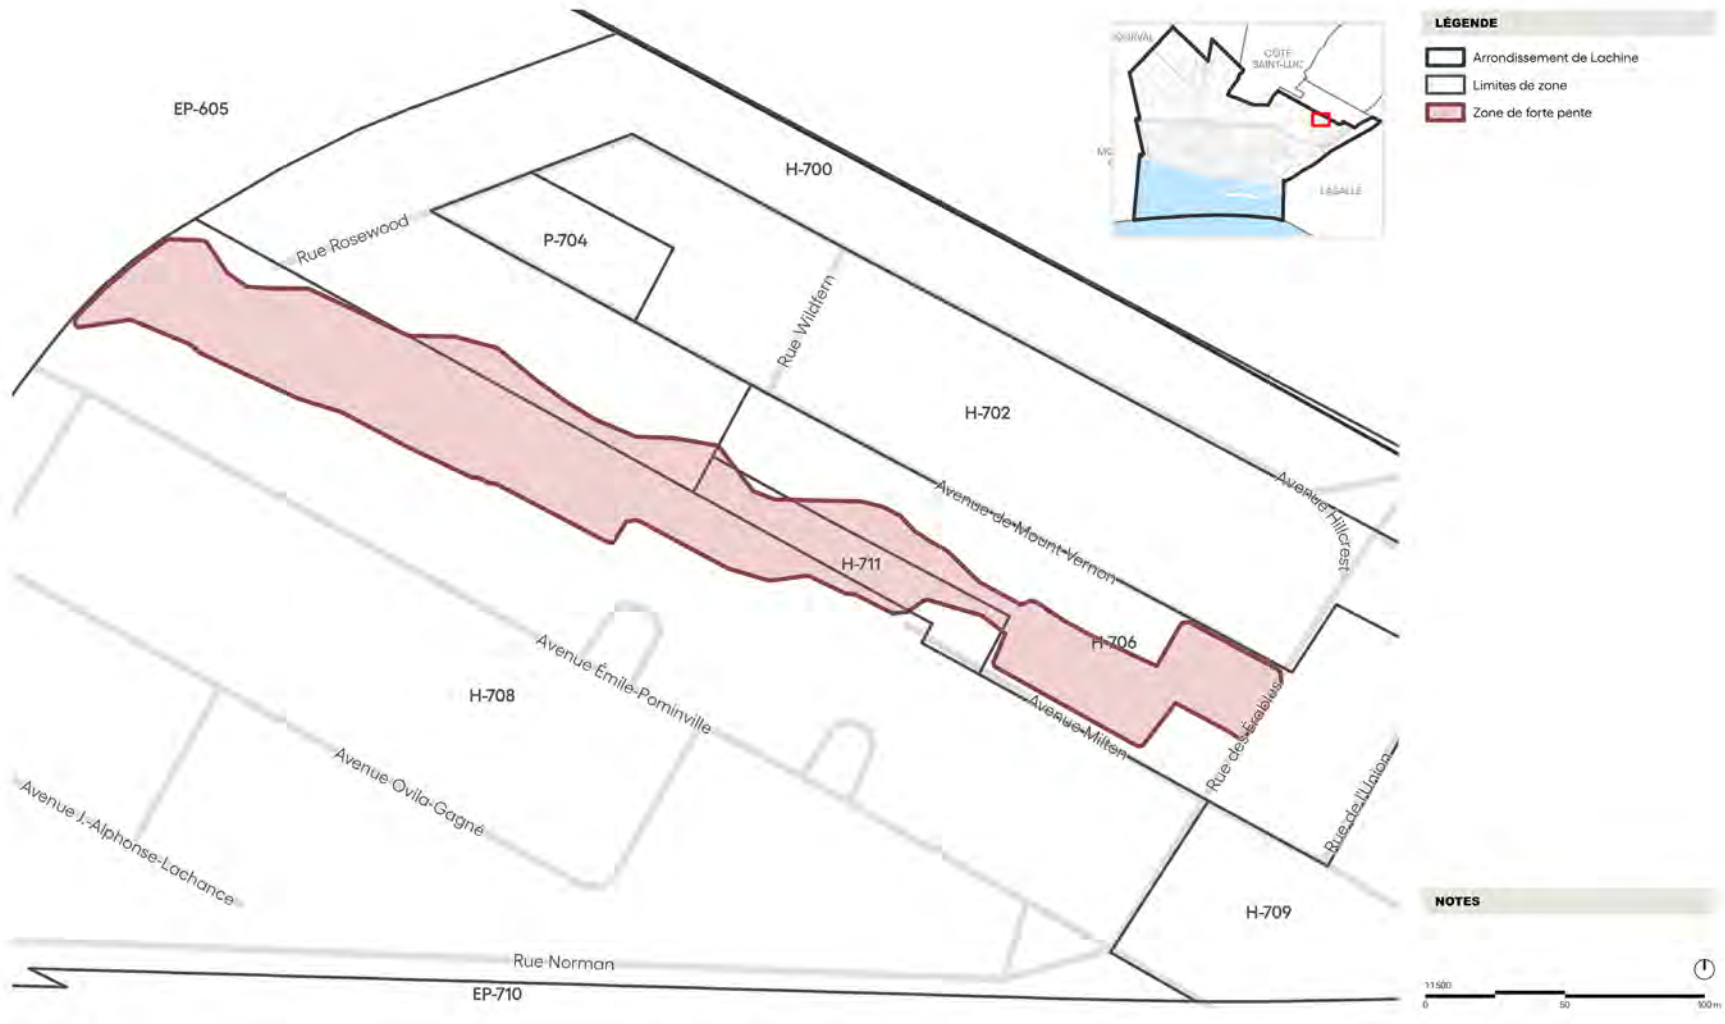 EP-605
H-700
Rue Rosewood
P-704
Rue Wildfern
H-702
Avenue Hillcrest
Avenue de Mount-Vernon
H-711
H-706
Avenue Émile-Pominville
H-708
Avenue Milton
Rue des Érables
Rue de l'Union
Avenue Ovila-Gagné
Avenue J.-Alphonse-Lachance
H-709
Rue Norman
EP-710
CÔTE
SAINT-LUC
LASALLE
LÉGENDE
Arrondissement de Lachine
Limites de zone
Zone de forte pente
NOTES
0 50 100 m